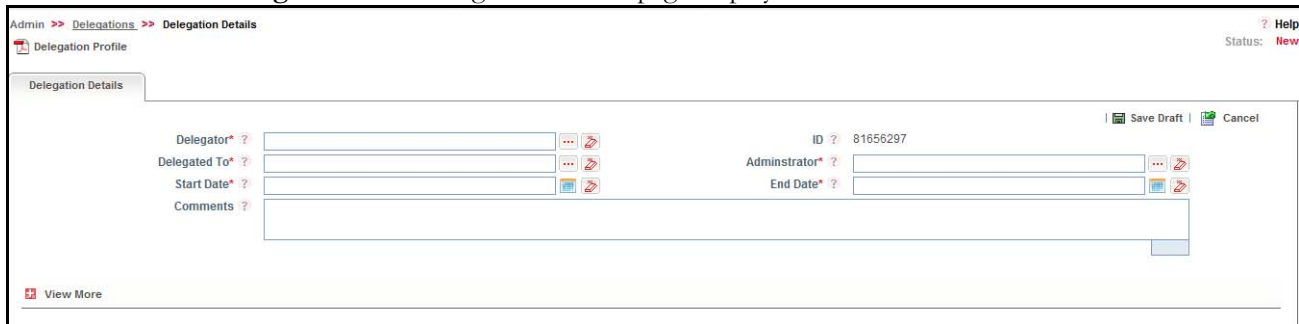 Admin >> Delegations >> Delegation Details
? Help
Delegation Profile
Status: New
Delegation Details
| Save Draft | Cancel
Delegator* ?
ID ? 81656297
Delegated To* ?
Adminstrator* ?
Start Date* ?
End Date* ?
Comments ?
View More